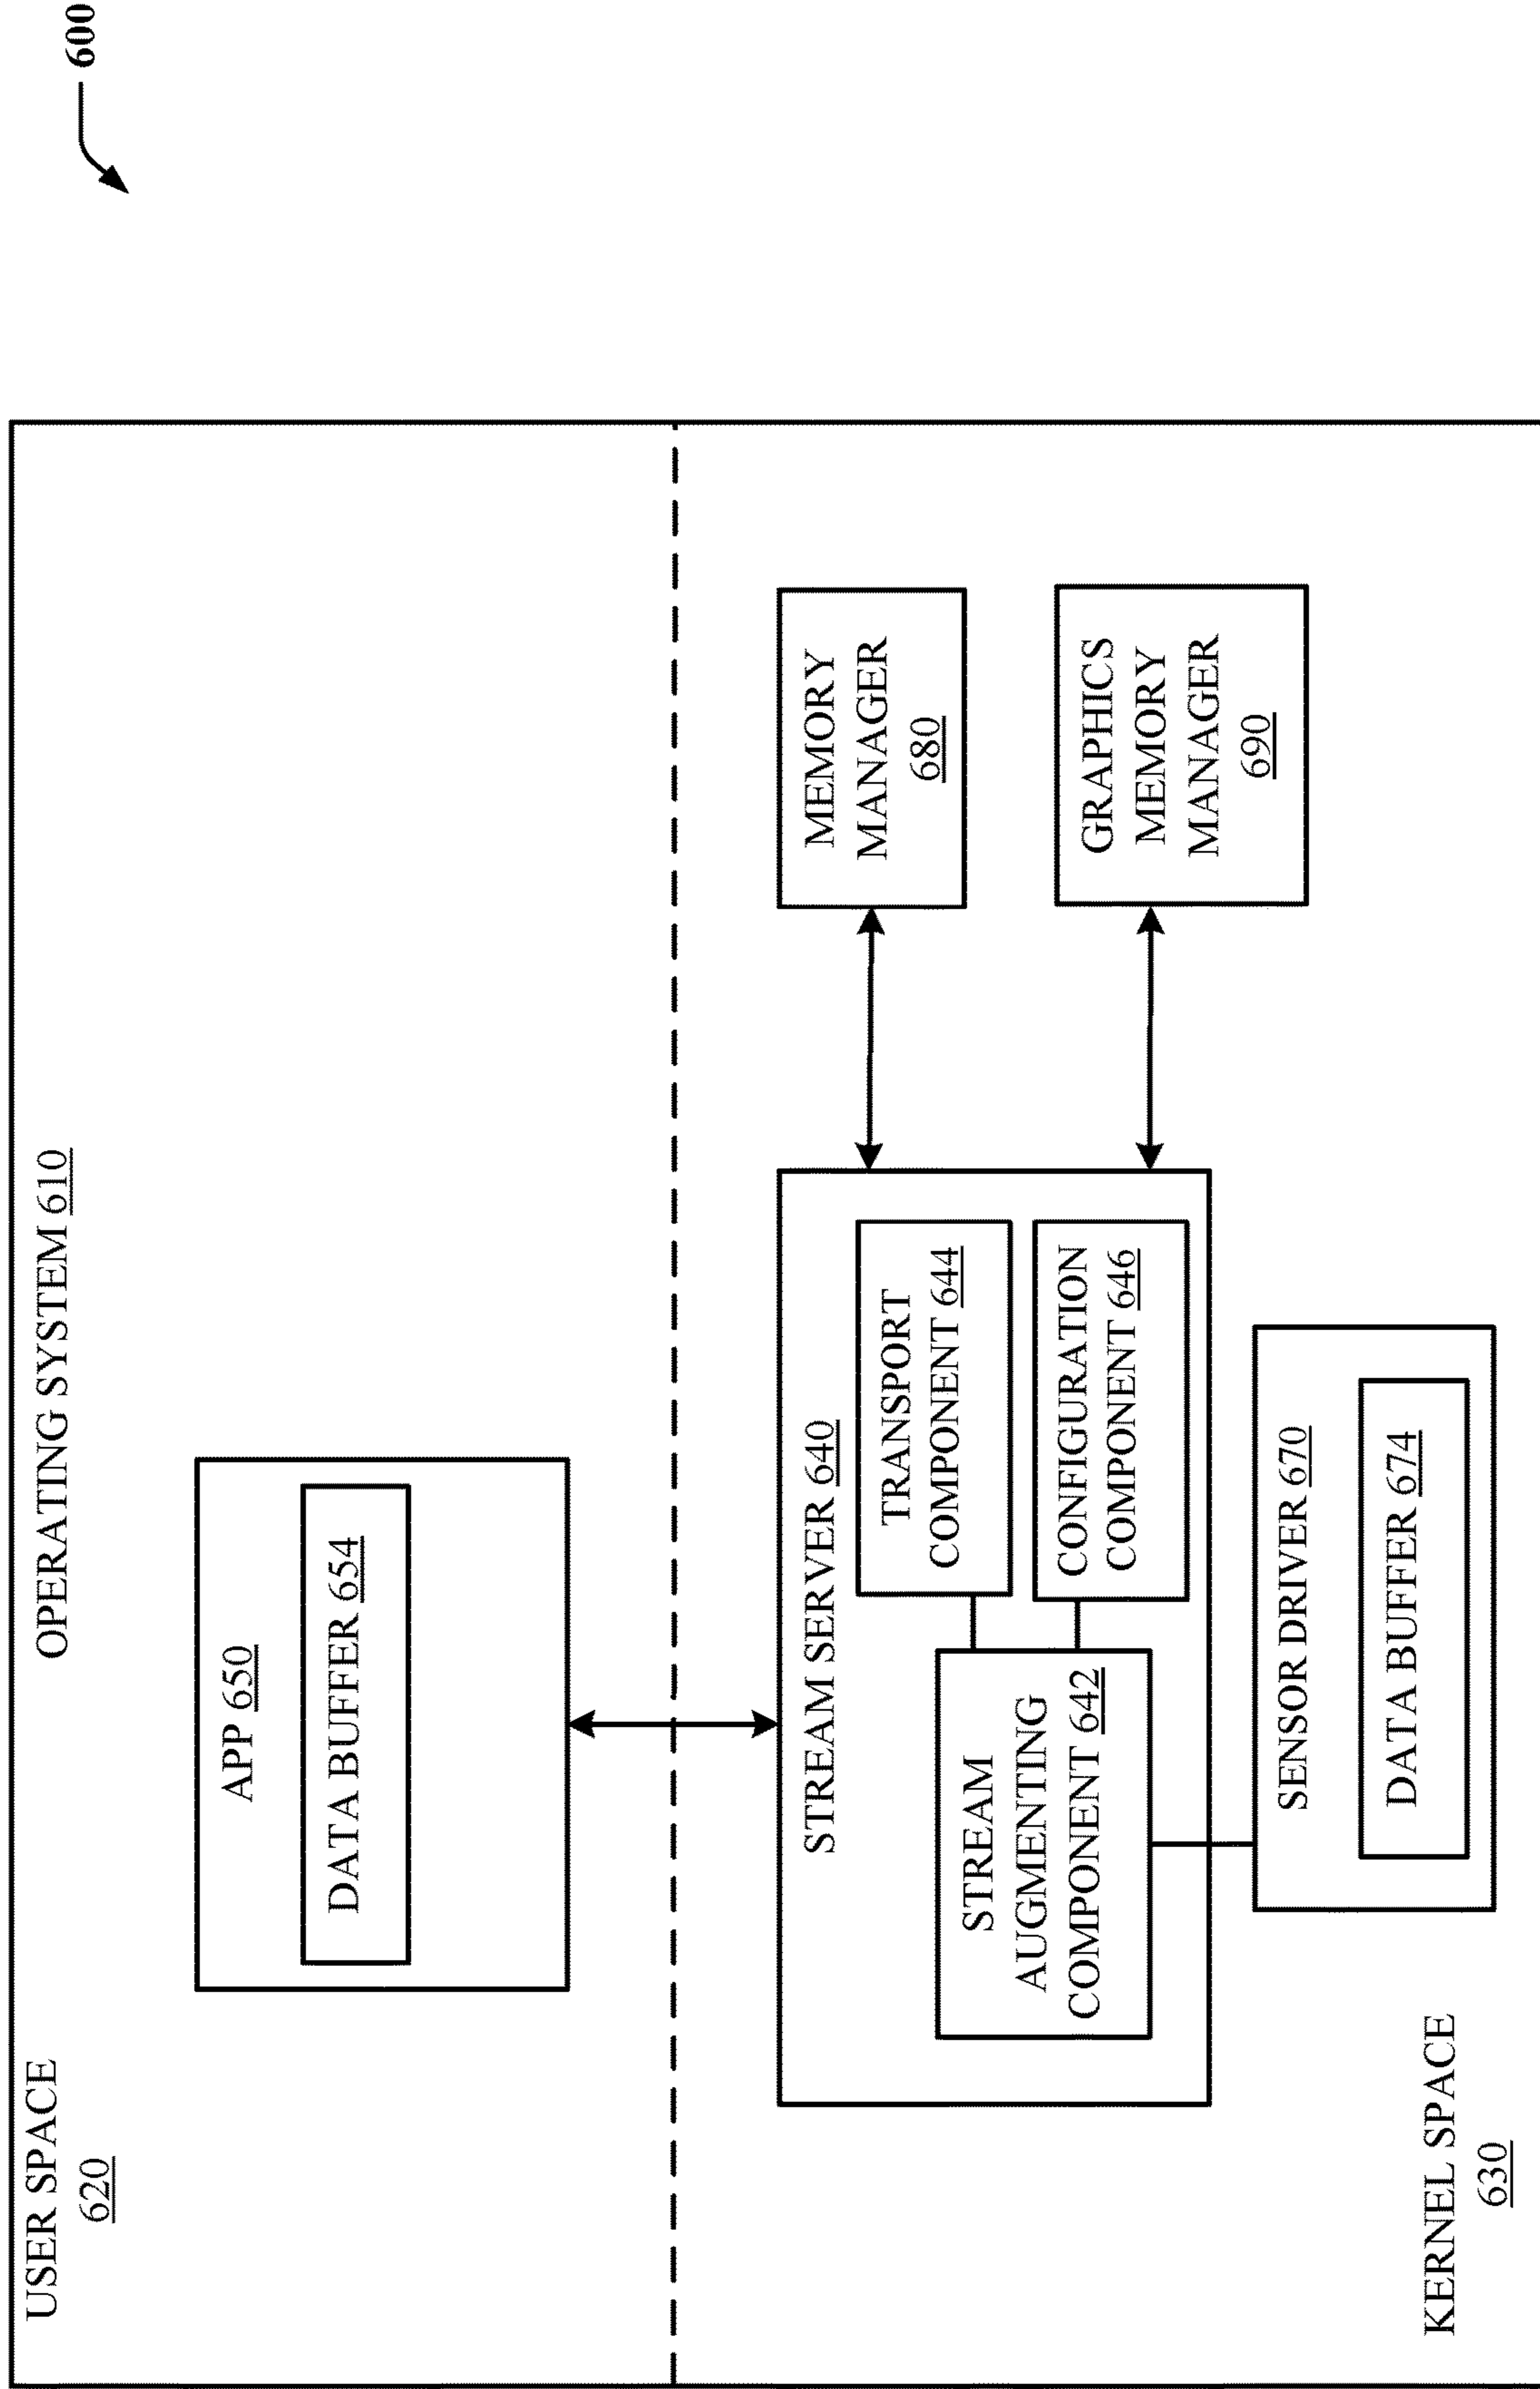 600
OPERATING SYSTEM 610
USER SPACE
620
APP 650
DATA BUFFER 654
STREAM SERVER 640
STREAM
AUGMENTING
COMPONENT 642
TRANSPORT
COMPONENT 644
CONFIGURATION
COMPONENT 646
MEMORY
MANAGER
680
GRAPHICS
MEMORY
MANAGER
690
SENSOR DRIVER 670
DATA BUFFER 674
KERNEL SPACE
630